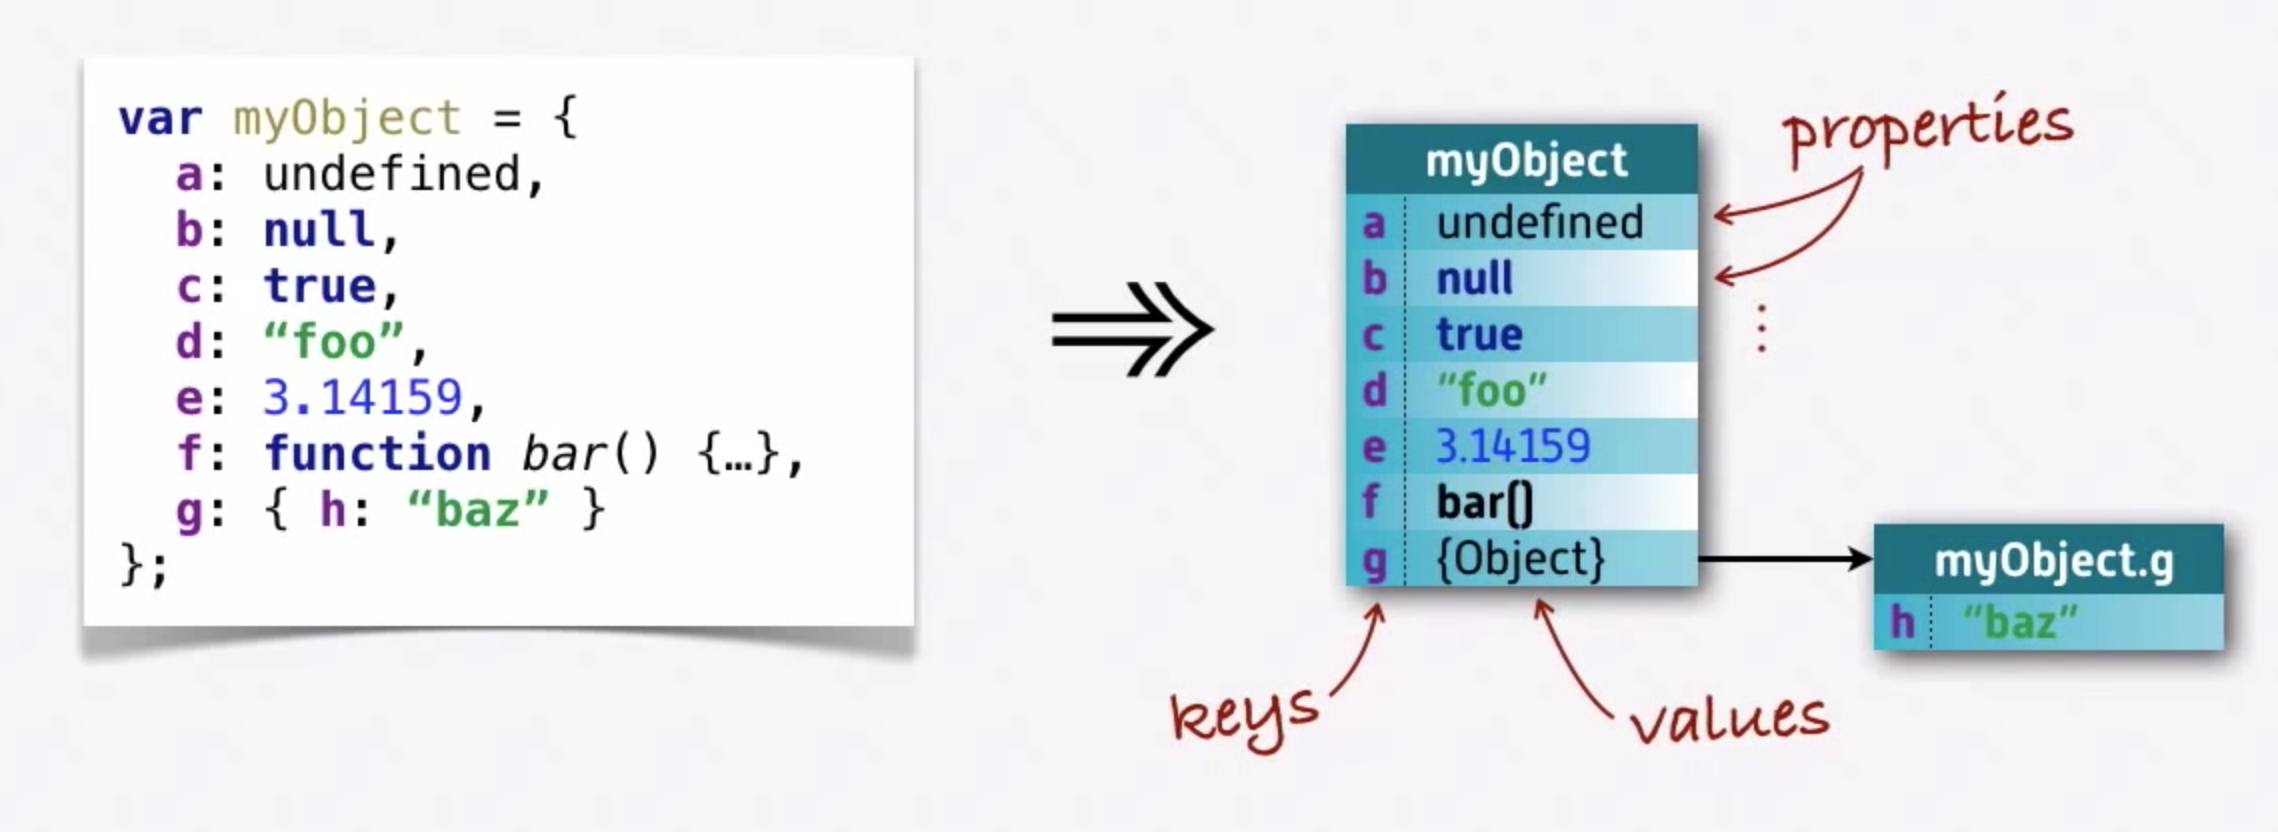 var myObject = {
a: undefined,
b: null,
c: true,
d: “foo”,
e: 3.14159,
f: function bar() {…},
g: { h: “baz” }
};
properties
myObject
a undefined
b null
c true
d “foo”
e 3.14159
f bar()
g {Object}
myObject.g
h “baz”
keys
values